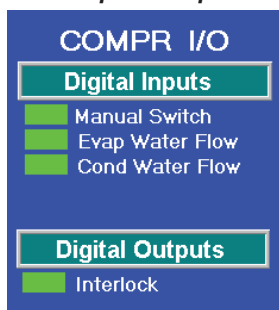 COMPR I/O
Digital Inputs
Manual Switch
Evap Water Flow
Cond Water Flow
Digital Outputs
Interlock